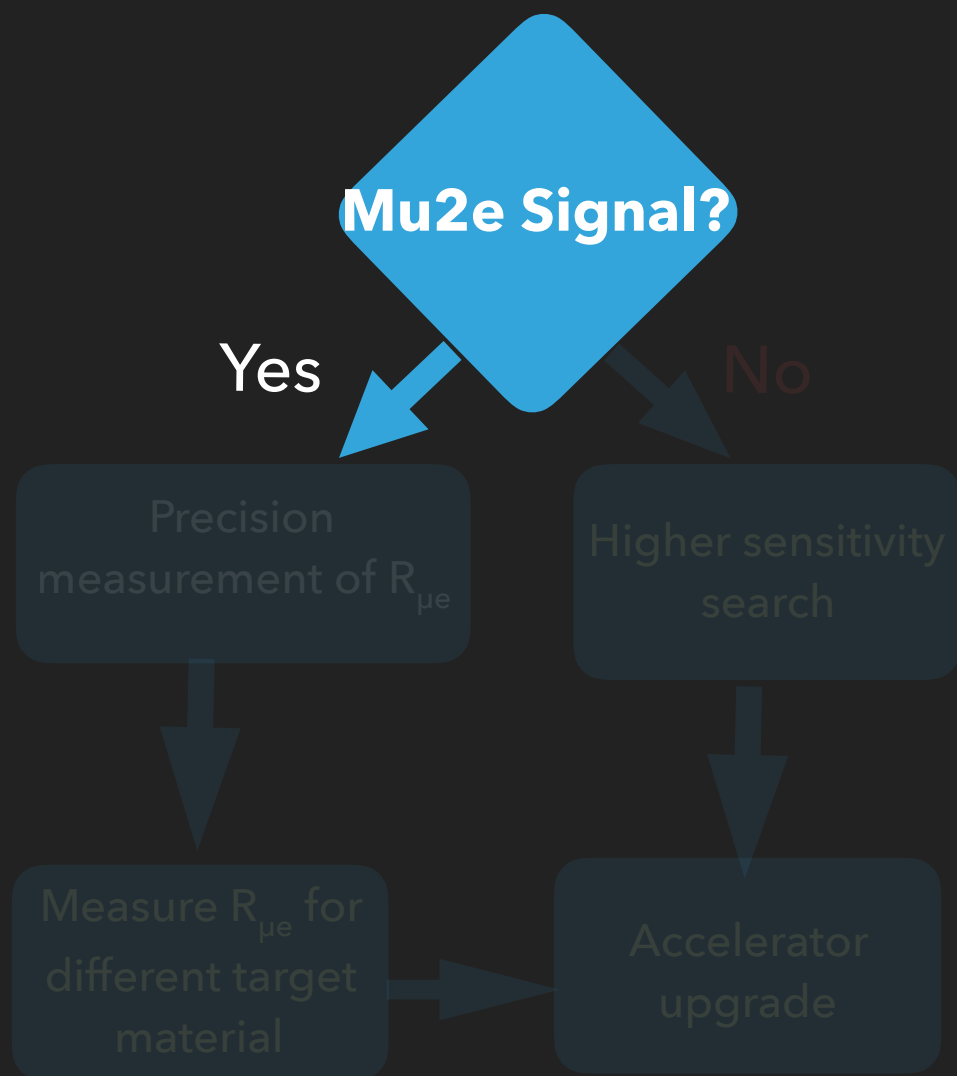 Mu2e Signal?
Yes
No
Precision
measurement of Rμe
Higher sensitivity
search
Measure Rμe for
different target
material
Accelerator
upgrade